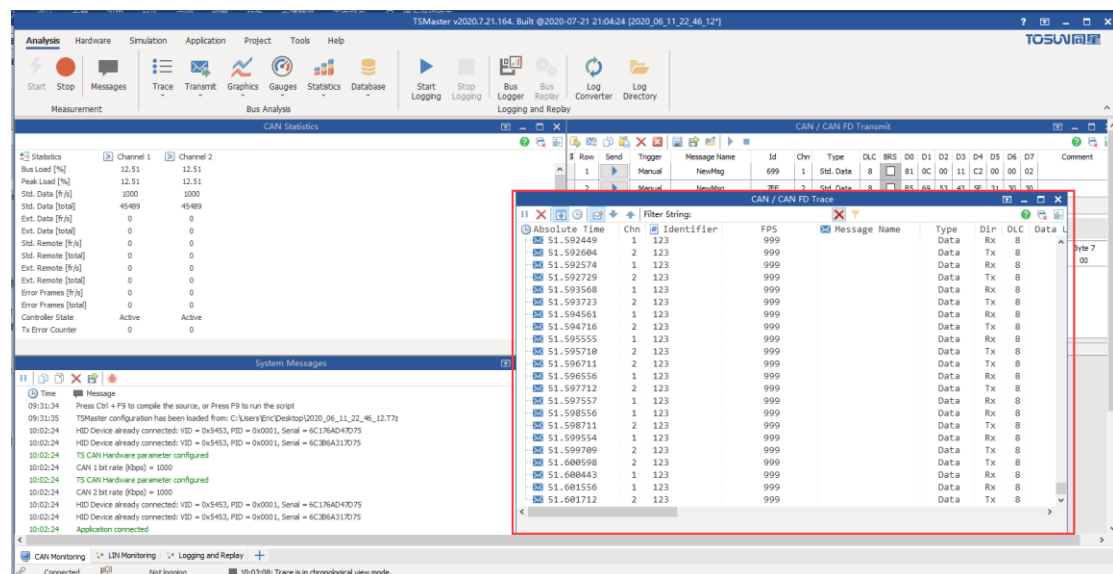 TSMaster v2020.7.21.164. Built @2020-07-21 21:04:24 [2020_06_11_22_46_12*]
Analysis Hardware Simulation Application Project Tools Help
TOSUN同星
Start Stop Messages Trace Transmit Graphics Gauges Statistics Database Start Logging Stop Logging Bus Logger Bus Replay Log Converter Log Directory
Measurement Bus Analysis Logging and Replay
CAN Statistics
Statistics Channel 1 Channel 2
Bus Load [%] 12.51 12.51
Peak Load [%] 12.51 12.51
Std. Data [fr/s] 1000 1000
Std. Data [total] 45489 45489
Ext. Data [fr/s] 0 0
Ext. Data [total] 0 0
Std. Remote [fr/s] 0 0
Std. Remote [total] 0 0
Ext. Remote [fr/s] 0 0
Ext. Remote [total] 0 0
Error Frames [fr/s] 0 0
Error Frames [total] 0 0
Controller State Active Active
Tx Error Counter 0 0
CAN / CAN FD Transmit
Row Send Trigger Message Name Id Chn Type DLC BRS D0 D1 D2 D3 D4 D5 D6 D7 Comment
1 Manual NewMsg 699 1 Std. Data 8 81 0C 00 11 C2 00 00 02
2 Manual NewMsg 7FF 2 Std. Data 8 85 69 53 43 5F 31 30 30
Byte 7
00
CAN / CAN FD Trace
Filter String:
Absolute Time Chn Identifier FPS Message Name Type Dir DLC Data L
51.592449 1 123 999 Data Rx 8
51.592604 2 123 999 Data Tx 8
51.592574 1 123 999 Data Rx 8
51.592729 2 123 999 Data Tx 8
51.593568 1 123 999 Data Rx 8
51.593723 2 123 999 Data Tx 8
51.594561 1 123 999 Data Rx 8
51.594716 2 123 999 Data Tx 8
51.595555 1 123 999 Data Rx 8
51.595710 2 123 999 Data Tx 8
51.596711 2 123 999 Data Tx 8
51.596556 1 123 999 Data Rx 8
51.597712 2 123 999 Data Tx 8
51.597557 1 123 999 Data Rx 8
51.598556 1 123 999 Data Rx 8
51.598711 2 123 999 Data Tx 8
51.599554 1 123 999 Data Rx 8
51.599709 2 123 999 Data Tx 8
51.600598 2 123 999 Data Tx 8
51.600443 1 123 999 Data Rx 8
51.601556 1 123 999 Data Rx 8
51.601712 2 123 999 Data Tx 8
System Messages
Time Message
09:31:34 Press Ctrl + F9 to compile the source, or Press F9 to run the script
09:31:35 TSMaster configuration has been loaded from: C:\Users\Eric\Desktop\2020_06_11_22_46_12.T7z
10:02:24 HID Device already connected: VID = 0x5453, PID = 0x0001, Serial = 6C176AD47D75
10:02:24 HID Device already connected: VID = 0x5453, PID = 0x0001, Serial = 6C3B6A317D75
10:02:24 TS CAN Hardware parameter configured
10:02:24 CAN 1 bit rate (Kbps) = 1000
10:02:24 TS CAN Hardware parameter configured
10:02:24 CAN 2 bit rate (Kbps) = 1000
10:02:24 HID Device already connected: VID = 0x5453, PID = 0x0001, Serial = 6C176AD47D75
10:02:24 HID Device already connected: VID = 0x5453, PID = 0x0001, Serial = 6C3B6A317D75
10:02:24 Application connected
CAN Monitoring LIN Monitoring Logging and Replay
Connected Not logging 10:03:08: Trace is in chronological view mode